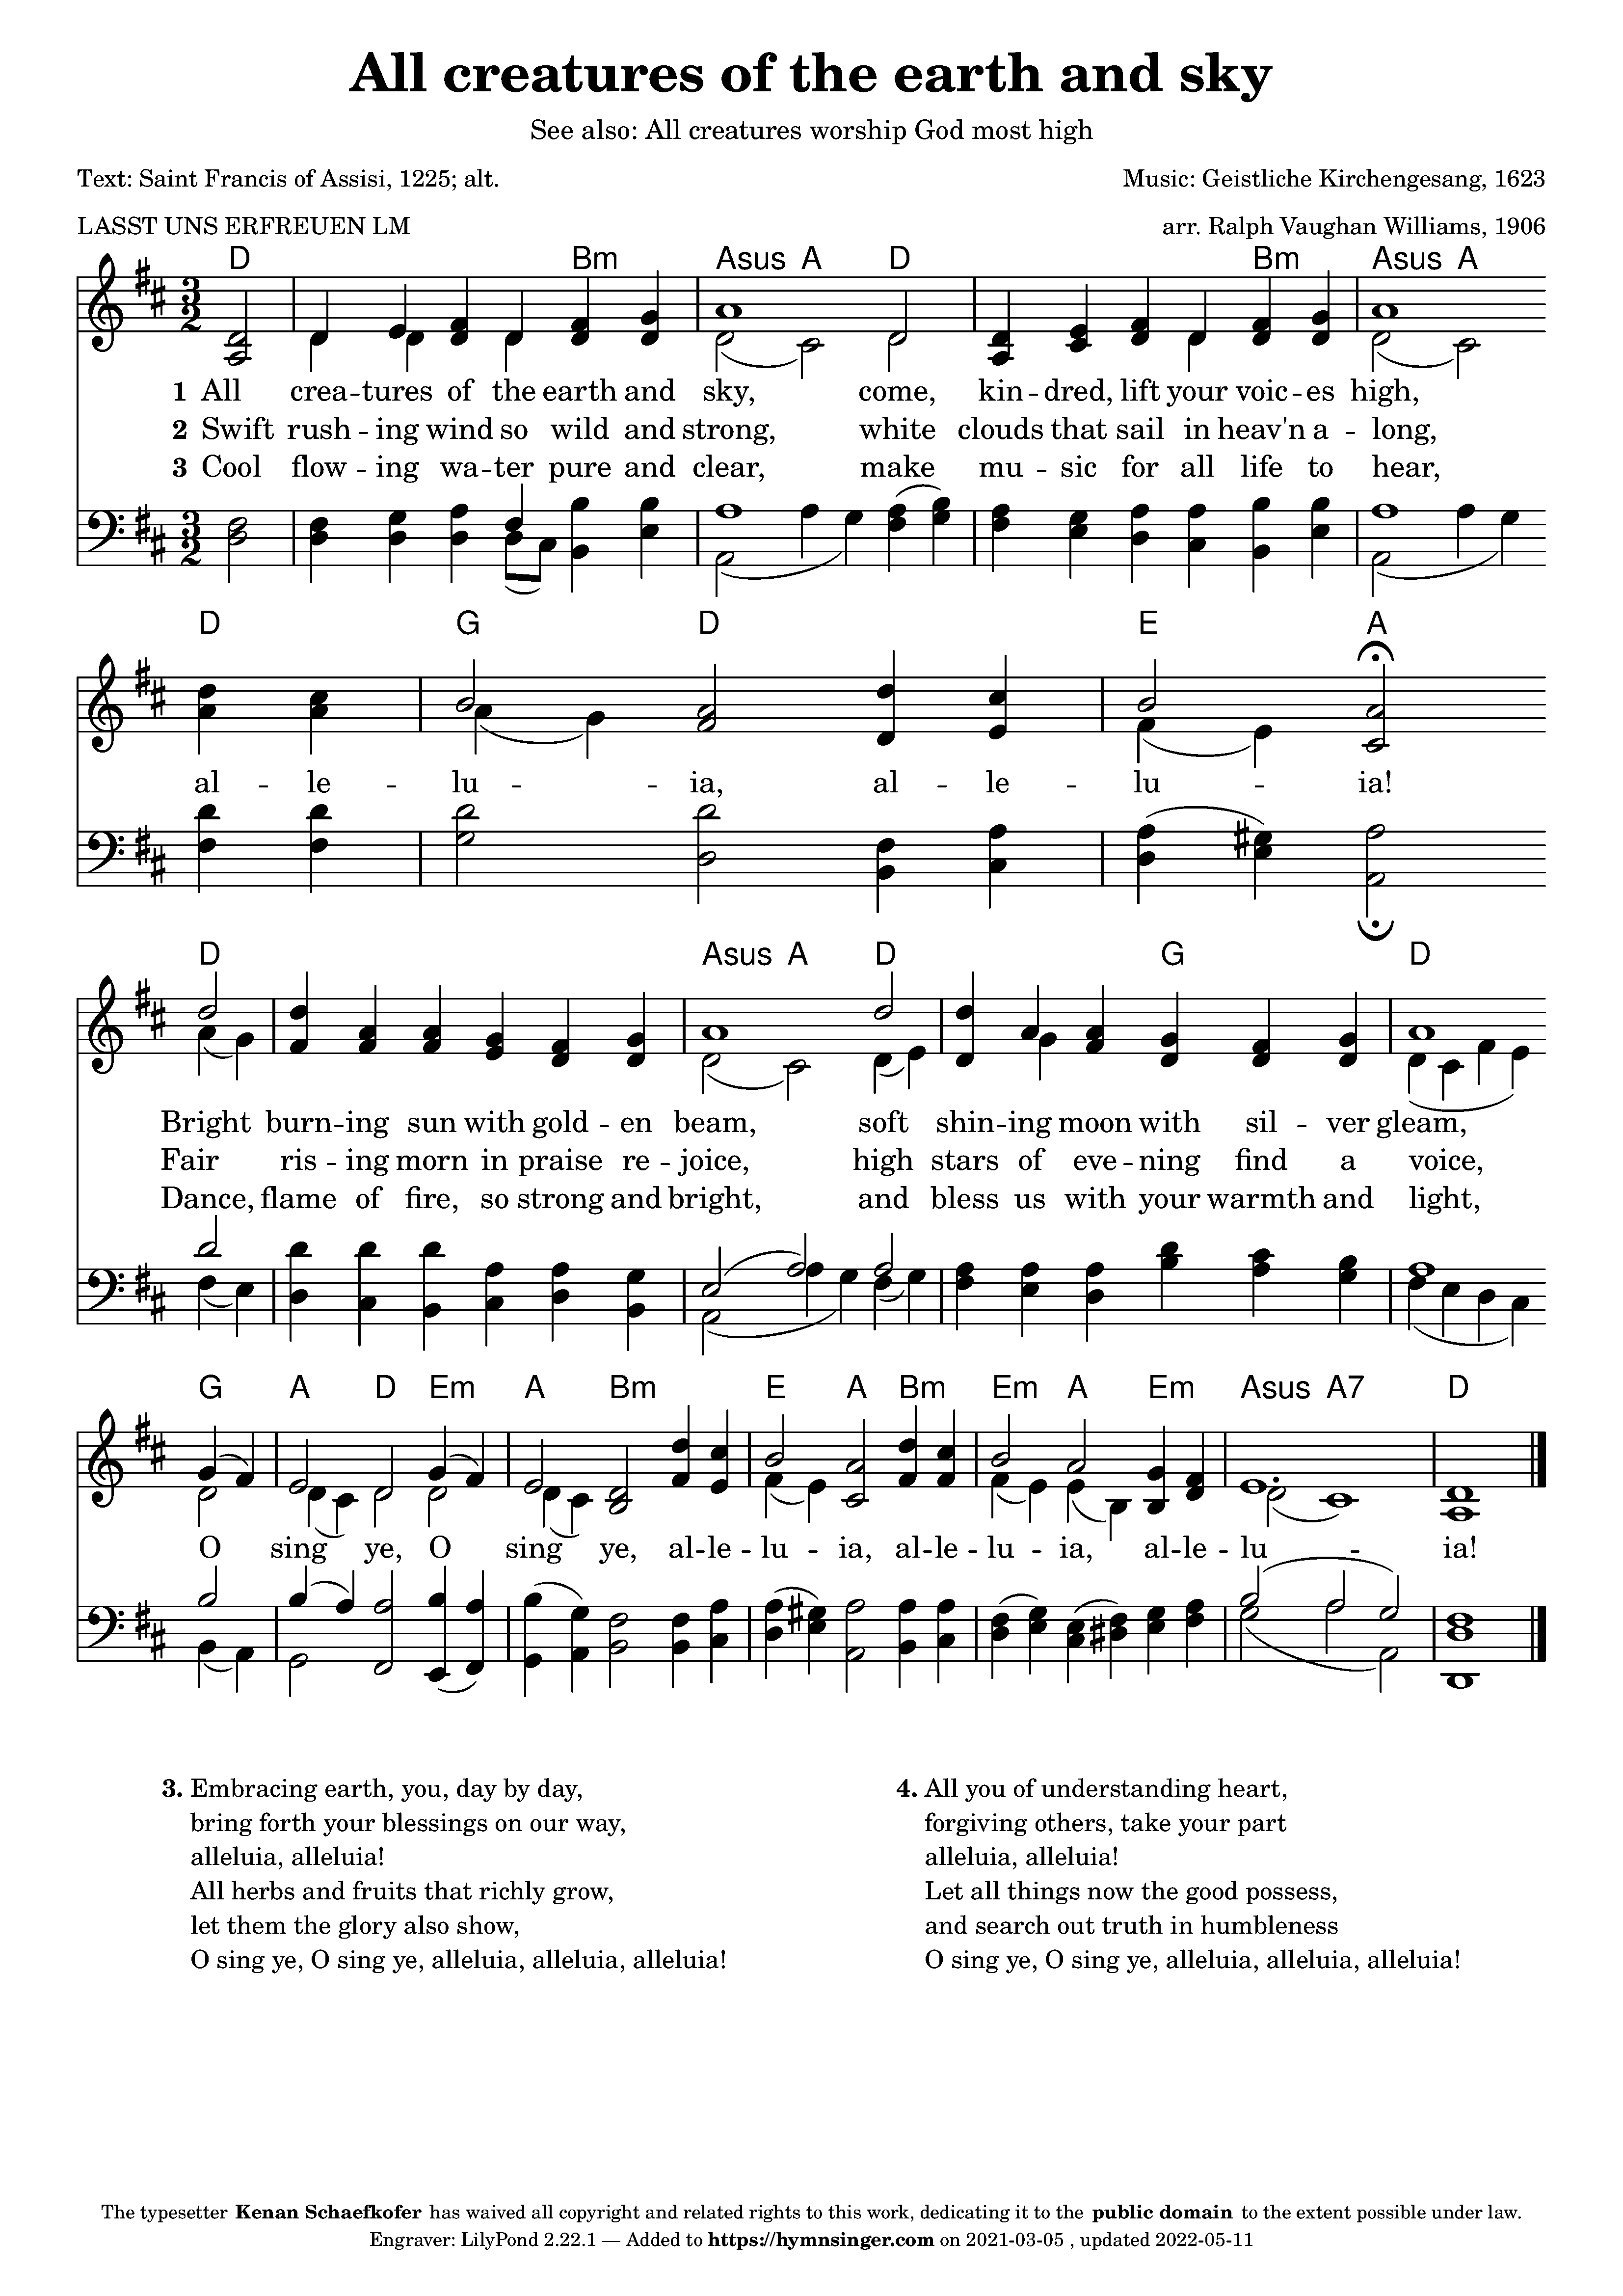 All creatures of the earth and sky
See also: All creatures worship God most high
Text: Saint Francis of Assisi, 1225; alt.
Music: Geistliche Kirchengesang, 1623
LASST UNS ERFREUEN LM
arr. Ralph Vaughan Williams, 1906
D Bm Asus A D Bm Asus A
3 2
1 All crea -- tures of the earth and sky, come, kin -- dred, lift your voic -- es high,
2 Swift rush -- ing wind so wild and strong, white clouds that sail in heav'n a -- long,
3 Cool flow -- ing wa -- ter pure and clear, make mu -- sic for all life to hear,
3 2
D G D E A
al -- le -- lu -- ia, al -- le -- lu -- ia!
D Asus A D G D
Bright burn -- ing sun with gold -- en beam, soft shin -- ing moon with sil -- ver gleam,
Fair ris -- ing morn in praise re -- joice, high stars of eve -- ning find a voice,
Dance, flame of fire, so strong and bright, and bless us with your warmth and light,
G A D Em A Bm E A Bm Em A Em Asus A7 D
O sing ye, O sing ye, al -- le -- lu -- ia, al -- le -- lu -- ia, al -- le -- lu -- ia!
3. Embracing earth, you, day by day,
bring forth your blessings on our way,
alleluia, alleluia!
All herbs and fruits that richly grow,
let them the glory also show,
O sing ye, O sing ye, alleluia, alleluia, alleluia!
4. All you of understanding heart,
forgiving others, take your part
alleluia, alleluia!
Let all things now the good possess,
and search out truth in humbleness
O sing ye, O sing ye, alleluia, alleluia, alleluia!
The typesetter Kenan Schaefkofer has waived all copyright and related rights to this work, dedicating it to the public domain to the extent possible under law.
Engraver: LilyPond 2.22.1 — Added to https://hymnsinger.com on 2021-03-05 , updated 2022-05-11